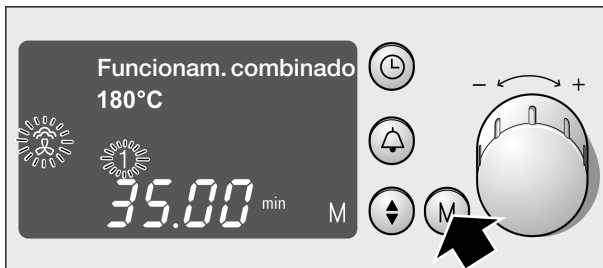 Funcionam. combinado
180°C
1
35.00 min M
M
- +